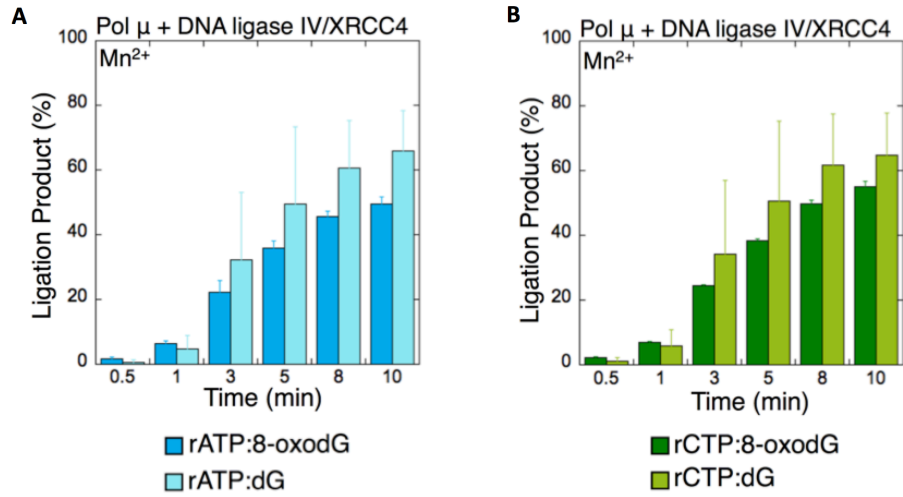 A
Pol μ + DNA ligase IV/XRCC4
Mn²⁺
Ligation Product (%)
100
80
60
40
20
0
0.5 1 3 5 8 10
Time (min)
rATP:8-oxodG
rATP:dG
B
Pol μ + DNA ligase IV/XRCC4
Mn²⁺
Ligation Product (%)
100
80
60
40
20
0
0.5 1 3 5 8 10
Time (min)
rCTP:8-oxodG
rCTP:dG